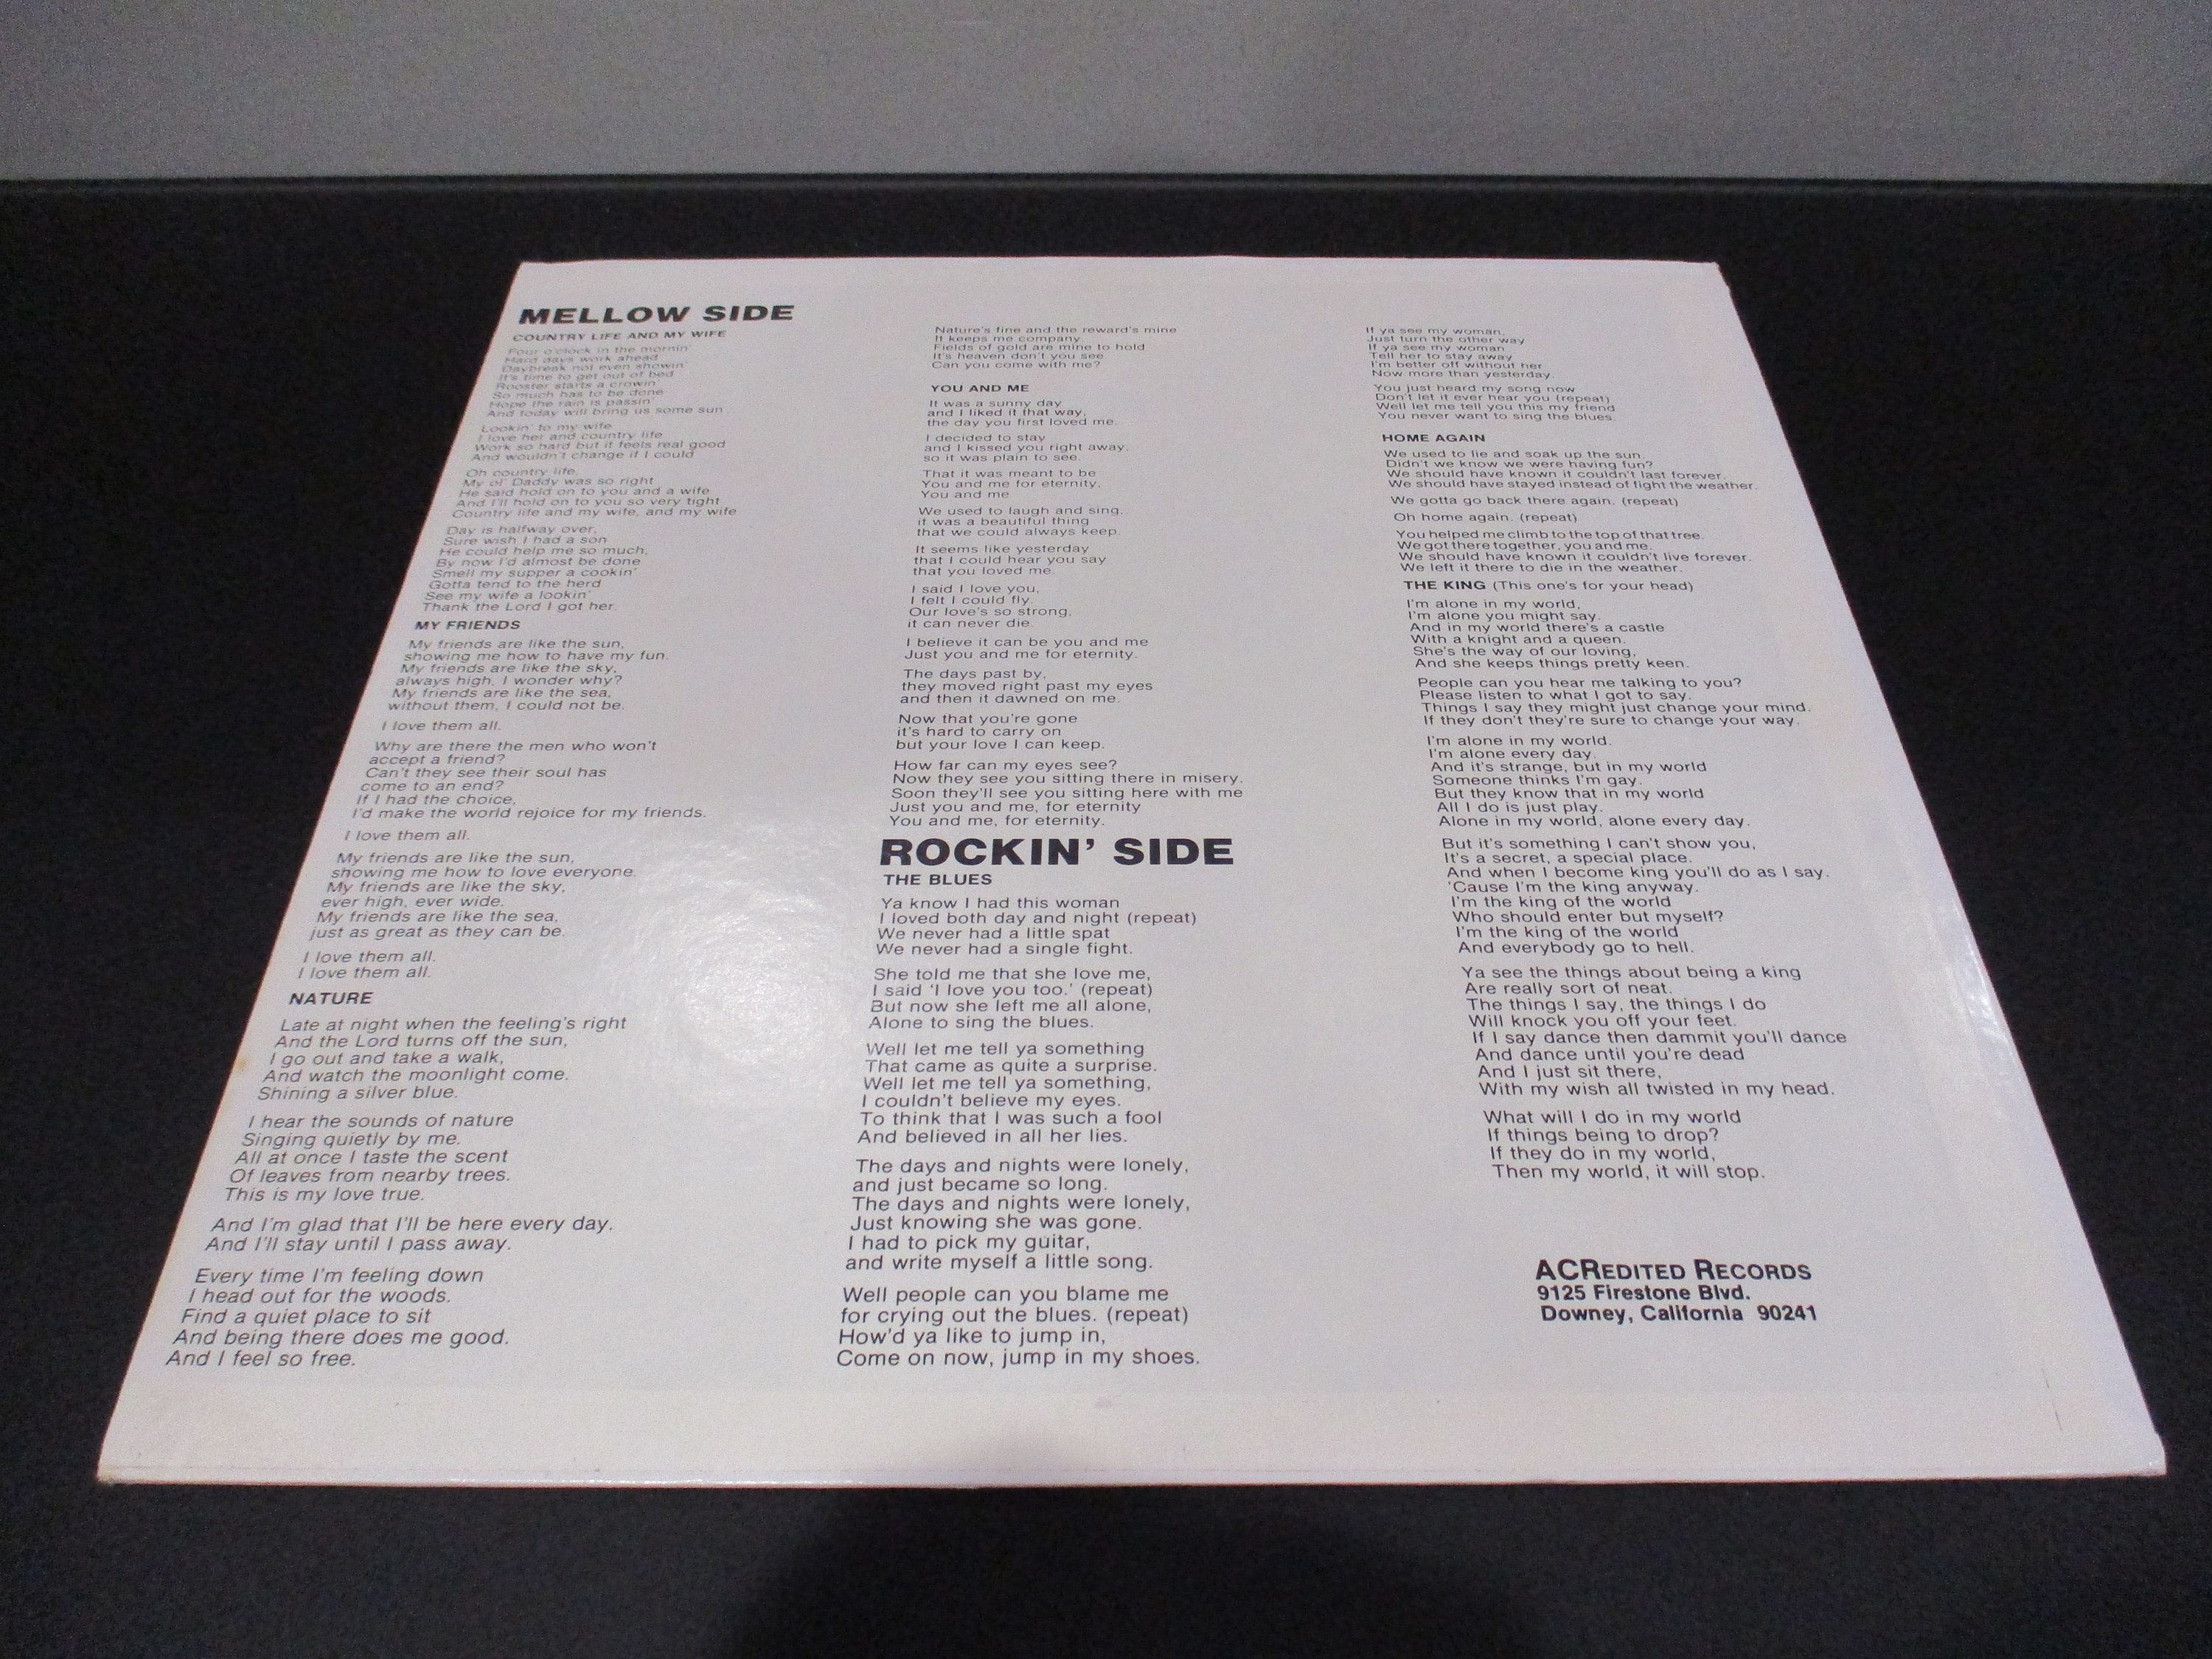 MELLOW SIDE
COUNTRY LIFE AND MY WIFE
Four o'clock in the mornin'
Hard days work ahead
Daybreak not even showin'
It's time to get out of bed
Rooster starts a crowin'
So much has to be done
Hope the rain is passin'
And today will bring us some sun
Lookin' to my wife
I love her and country life
Work so hard but it feels real good
And wouldn't change if I could
Oh country life,
My ol' Daddy was so right
He said hold on to you and a wife
And I'll hold on to you so very tight
Country life and my wife, and my wife
Day is halfway over,
Sure wish I had a son
He could help me so much,
By now I'd almost be done
Smell my supper a cookin'
Gotta tend to the herd
See my wife a lookin'
Thank the Lord I got her.
MY FRIENDS
My friends are like the sun,
showing me how to have my fun.
My friends are like the sky,
always high, I wonder why?
My friends are like the sea,
without them, I could not be.
I love them all.
Why are there the men who won't
accept a friend?
Can't they see their soul has
come to an end?
If I had the choice,
I'd make the world rejoice for my friends.
I love them all.
My friends are like the sun,
showing me how to love everyone.
My friends are like the sky,
ever high, ever wide.
My friends are like the sea,
just as great as they can be.
I love them all.
I love them all.
NATURE
Late at night when the feeling's right
And the Lord turns off the sun,
I go out and take a walk,
And watch the moonlight come.
Shining a silver blue.
I hear the sounds of nature
Singing quietly by me.
All at once I taste the scent
Of leaves from nearby trees.
This is my love true.
And I'm glad that I'll be here every day.
And I'll stay until I pass away.
Every time I'm feeling down
I head out for the woods.
Find a quiet place to sit
And being there does me good.
And I feel so free.
Nature's fine and the reward's mine
It keeps me company
Fields of gold are mine to hold
It's heaven don't you see
Can you come with me?
YOU AND ME
It was a sunny day
and I liked it that way,
the day you first loved me.
I decided to stay
and I kissed you right away.
so it was plain to see.
That it was meant to be
You and me for eternity,
You and me
We used to laugh and sing.
it was a beautiful thing
that we could always keep.
It seems like yesterday
that I could hear you say
that you loved me.
I said I love you,
I felt I could fly.
Our love's so strong,
it can never die.
I believe it can be you and me
Just you and me for eternity.
The days past by,
they moved right past my eyes
and then it dawned on me.
Now that you're gone
it's hard to carry on
but your love I can keep.
How far can my eyes see?
Now they see you sitting there in misery.
Soon they'll see you sitting here with me
Just you and me, for eternity
You and me, for eternity.
ROCKIN' SIDE
THE BLUES
Ya know I had this woman
I loved both day and night (repeat)
We never had a little spat
We never had a single fight.
She told me that she love me,
I said 'I love you too.' (repeat)
But now she left me all alone,
Alone to sing the blues.
Well let me tell ya something
That came as quite a surprise.
Well let me tell ya something,
I couldn't believe my eyes.
To think that I was such a fool
And believed in all her lies.
The days and nights were lonely,
and just became so long.
The days and nights were lonely,
Just knowing she was gone.
I had to pick my guitar,
and write myself a little song.
Well people can you blame me
for crying out the blues. (repeat)
How'd ya like to jump in,
Come on now, jump in my shoes.
If ya see my woman,
Just turn the other way
If ya see my woman
Tell her to stay away
I'm better off without her
Now more than yesterday.
You just heard my song now
Don't let it ever hear you (repeat)
Well let me tell you this my friend
You never want to sing the blues.
HOME AGAIN
We used to lie and soak up the sun.
Didn't we know we were having fun?
We should have known it couldn't last forever.
We should have stayed instead of fight the weather.
We gotta go back there again. (repeat)
Oh home again. (repeat)
You helped me climb to the top of that tree.
We got there together, you and me.
We should have known it couldn't live forever.
We left it there to die in the weather.
THE KING (This one's for your head)
I'm alone in my world,
I'm alone you might say.
And in my world there's a castle
With a knight and a queen.
She's the way of our loving,
And she keeps things pretty keen.
People can you hear me talking to you?
Please listen to what I got to say.
Things I say they might just change your mind.
If they don't they're sure to change your way.
I'm alone in my world.
I'm alone every day.
And it's strange, but in my world
Someone thinks I'm gay.
But they know that in my world
All I do is just play.
Alone in my world, alone every day.
But it's something I can't show you,
It's a secret, a special place.
And when I become king you'll do as I say.
'Cause I'm the king anyway.
I'm the king of the world
Who should enter but myself?
I'm the king of the world
And everybody go to hell.
Ya see the things about being a king
Are really sort of neat.
The things I say, the things I do
Will knock you off your feet.
If I say dance then dammit you'll dance
And dance until you're dead
And I just sit there,
With my wish all twisted in my head.
What will I do in my world
If things being to drop?
If they do in my world,
Then my world, it will stop.
ACREDITED RECORDS
9125 Firestone Blvd.
Downey, California 90241